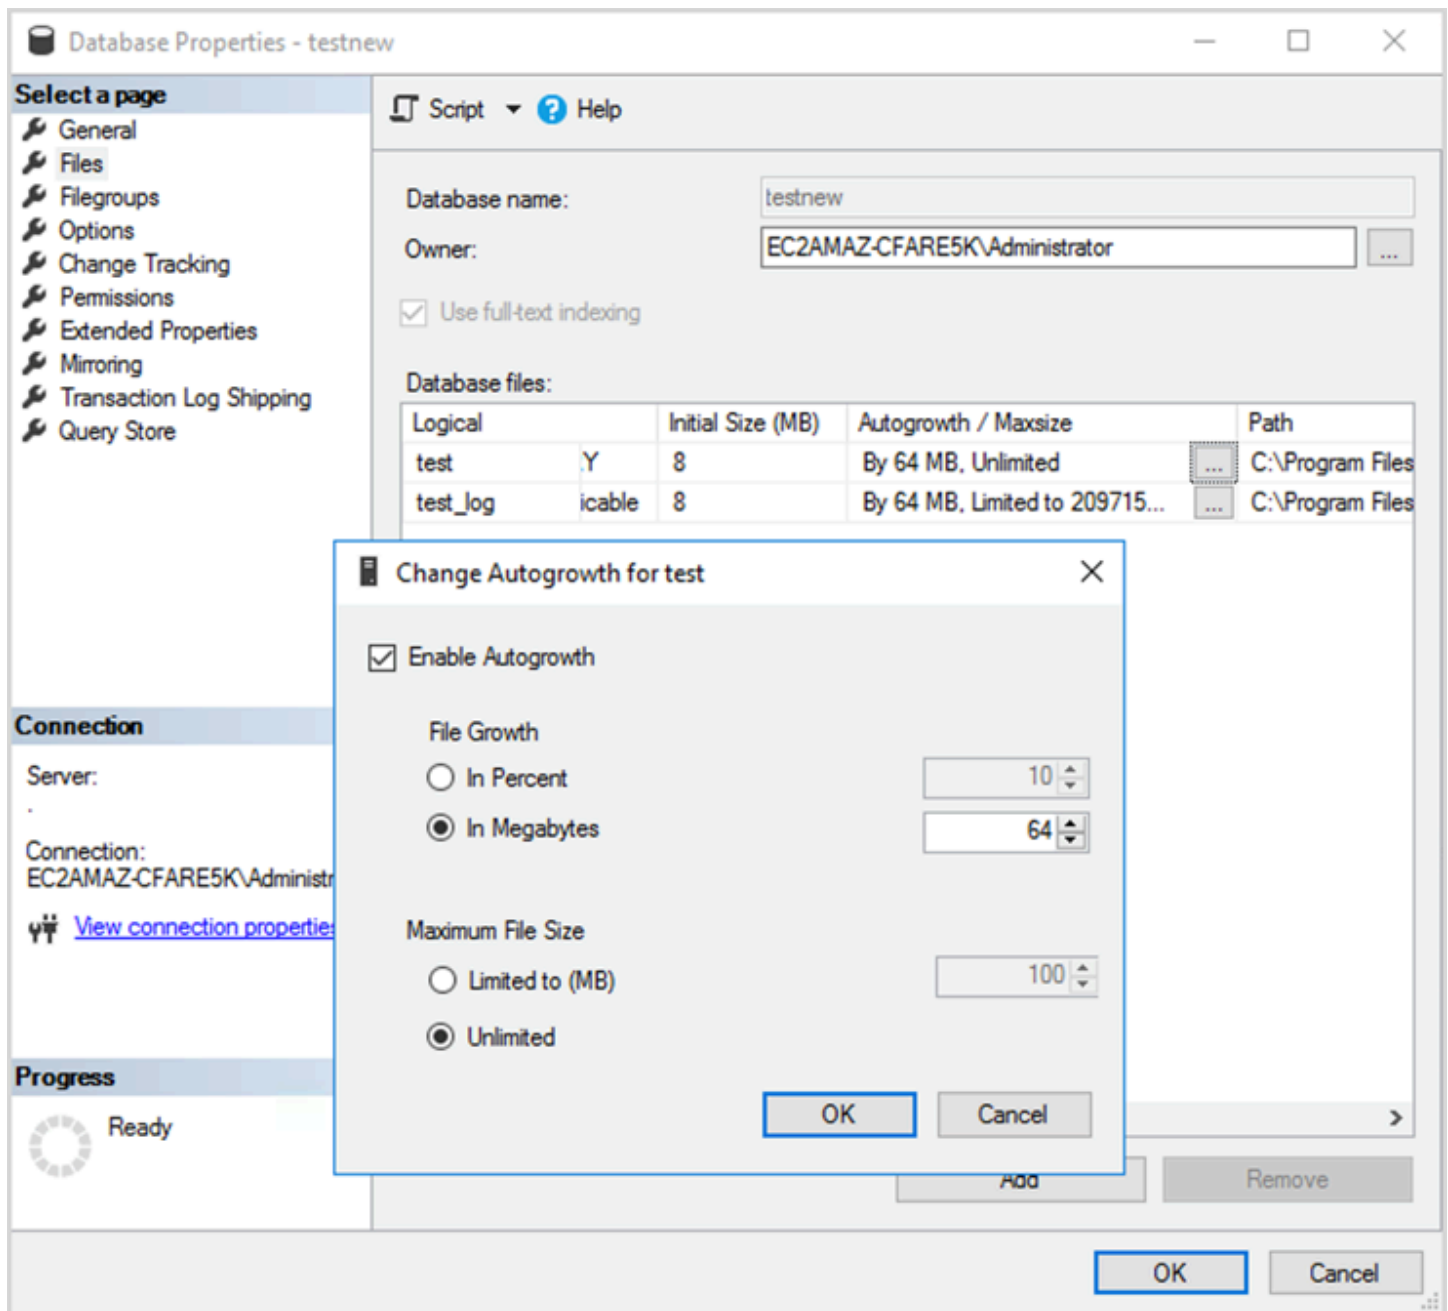 Database Properties - testnew
Select a page
General
Files
Filegroups
Options
Change Tracking
Permissions
Extended Properties
Mirroring
Transaction Log Shipping
Query Store
Script
Help
Database name: testnew
Owner: EC2AMAZ-CFARE5K\Administrator ...
Use full-text indexing
Database files:
Logical Initial Size (MB) Autogrowth / Maxsize Path
test .Y 8 By 64 MB, Unlimited ... C:\Program Files
test_log icable 8 By 64 MB, Limited to 209715... ... C:\Program Files
Change Autogrowth for test
Enable Autogrowth
File Growth
In Percent 10
In Megabytes 64
Maximum File Size
Limited to (MB) 100
Unlimited
OK Cancel
Connection
Server:
.
Connection:
EC2AMAZ-CFARE5K\Administr
View connection properties
Progress
Ready
Add Remove
OK Cancel